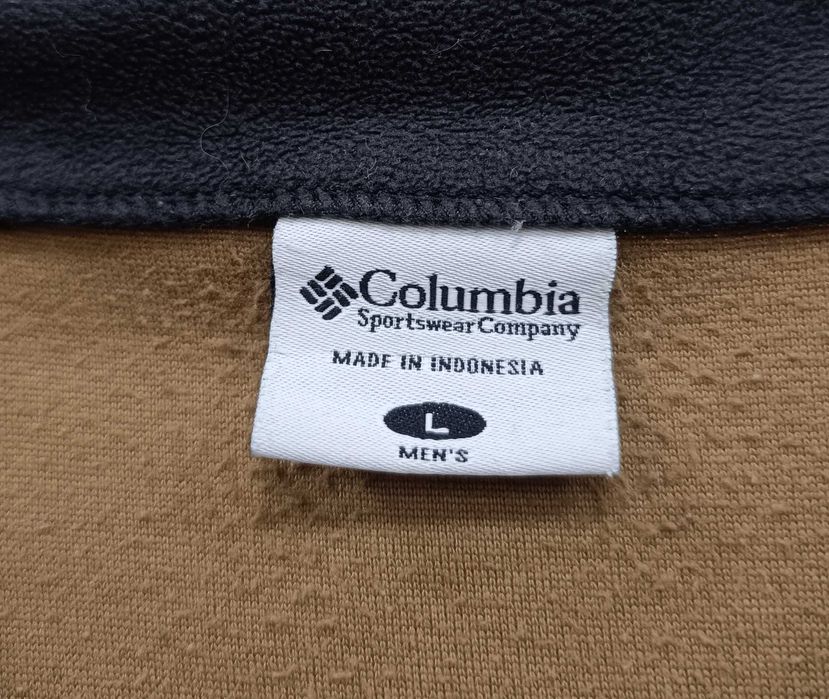 Columbia
Sportswear Company
MADE IN INDONESIA
L
MEN'S